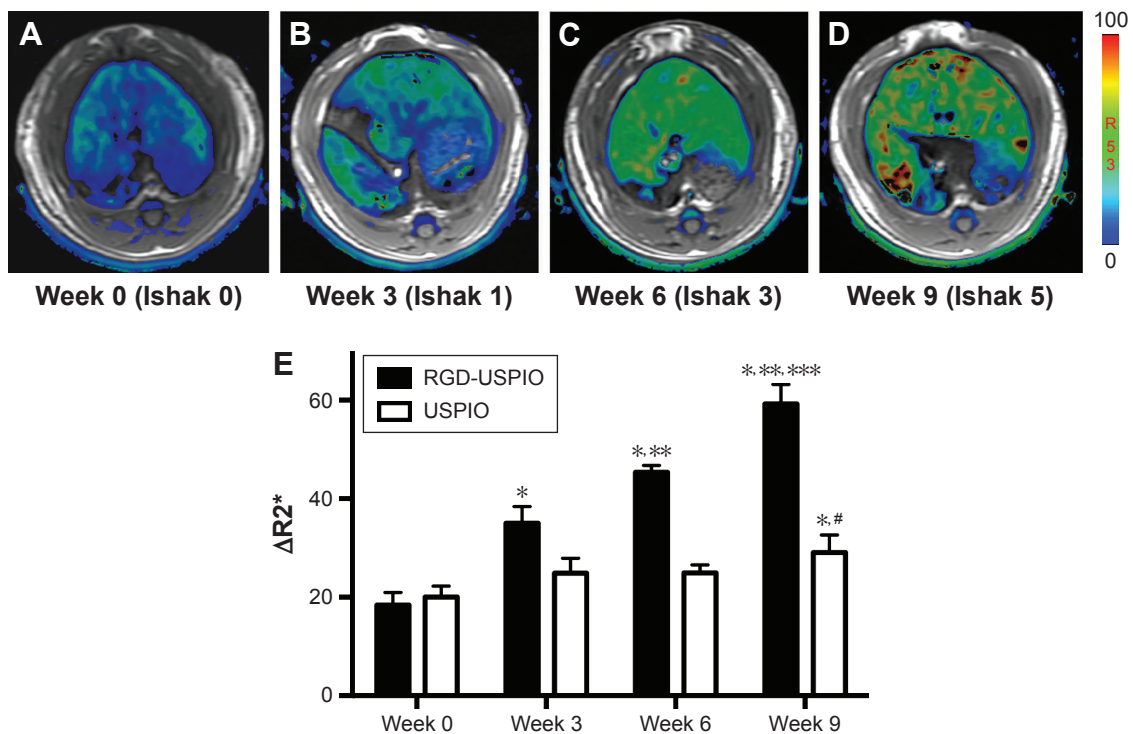 A
B
C
D
100
R
5
3
0
Week 0 (Ishak 0)
Week 3 (Ishak 1)
Week 6 (Ishak 3)
Week 9 (Ishak 5)
E
RGD-USPIO
USPIO
*,**,***
*,**
*
*,#
60
40
20
0
ΔR2*
Week 0
Week 3
Week 6
Week 9